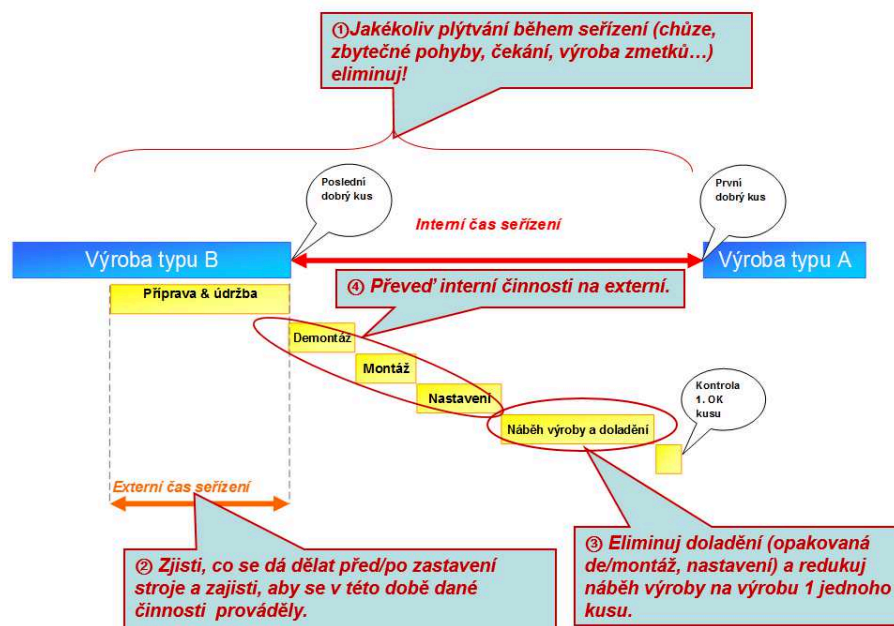 ①Jakékoliv plýtvání během seřízení (chůze,
zbytečné pohyby, čekání, výroba zmetků…)
eliminuj!
Poslední
dobrý kus
První
dobrý kus
Interní čas seřízení
Výroba typu B
Výroba typu A
④ Převeď interní činnosti na externí.
Příprava & údržba
Demontáz
Montáž
Nastavení
Kontrola
1. OK
kusu
Náběh výroby a doladění
Externí čas seřízení
② Zjisti, co se dá dělat před/po zastavení
stroje a zajisti, aby se v této době dané
činnosti prováděly.
③ Eliminuj doladění (opakovaná
de/montáž, nastavení) a redukuj
náběh výroby na výrobu 1 jednoho
kusu.